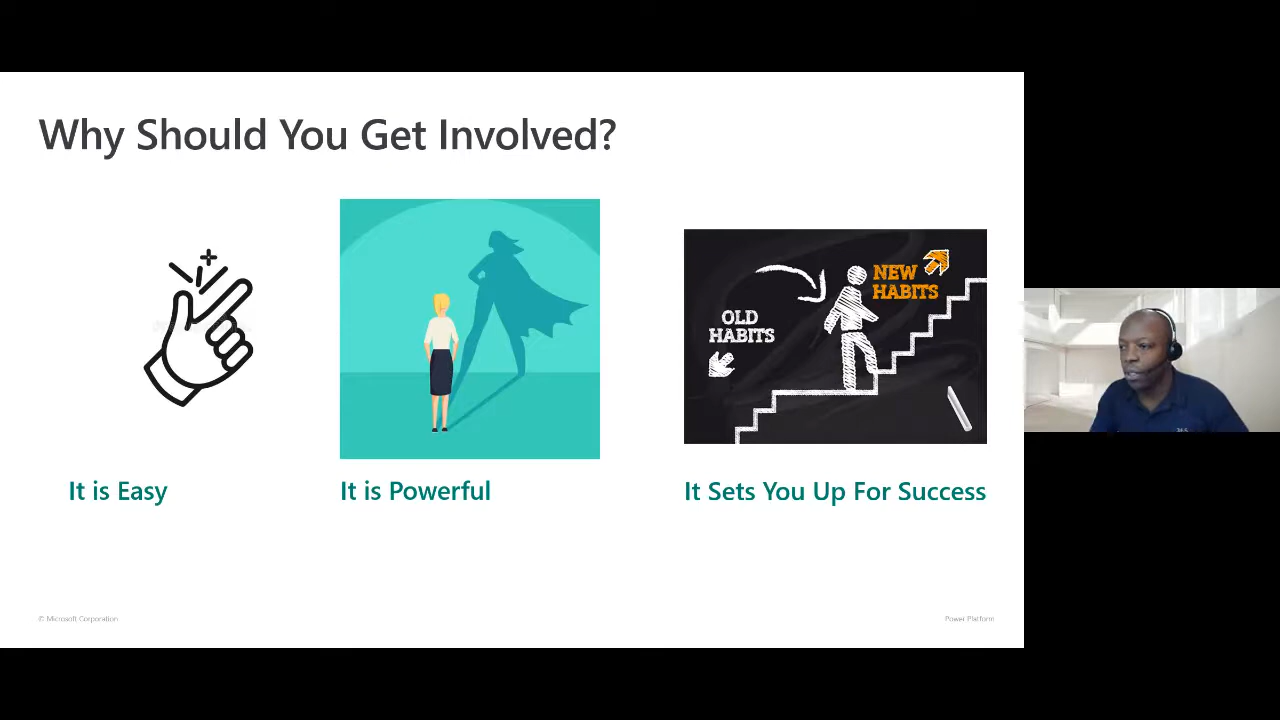 Why Should You Get Involved?
NEW
HABITS
OLD
HABITS
It is Easy
It is Powerful
It Sets You Up For Success
© Microsoft Corporation
Power Platform